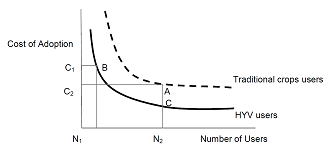 Cost of Adoption
C1
B
C2
A
Traditional crops users
C
HYV users
N1
N2
Number of Users